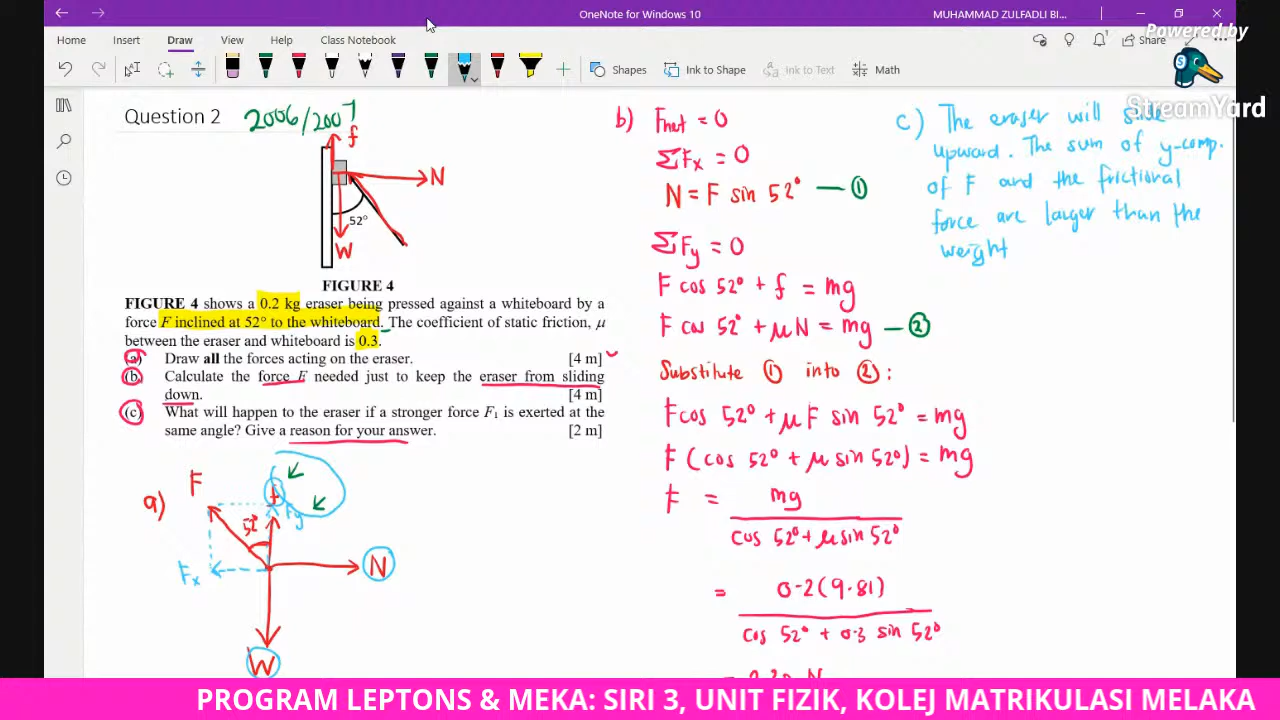 OneNote for Windows 10
MUHAMMAD ZULFADLI BI...
Powered by
StreamYard
Home Insert Draw View Help Class Notebook
Share
Shapes Ink to Shape Ink to Text Math
Question 2 2006/2007
f
N
52°
W
FIGURE 4
FIGURE 4 shows a 0.2 kg eraser being pressed against a whiteboard by a
force F inclined at 52° to the whiteboard. The coefficient of static friction, μ
between the eraser and whiteboard is 0.3.
(a) Draw all the forces acting on the eraser. [4 m]
(b) Calculate the force F needed just to keep the eraser from sliding
down. [4 m]
(c) What will happen to the eraser if a stronger force F₁ is exerted at the
same angle? Give a reason for your answer. [2 m]
a)
F
f
Fy
52°
Fx
N
W
b) Fnet = 0
ΣFx = 0
N = F sin 52° — ①
ΣFy = 0
F cos 52° + f = mg
F cos 52° + μN = mg — ②
Substitute ① into ②:
F cos 52° + μ F sin 52° = mg
F (cos 52° + μ sin 52°) = mg
F = mg
cos 52° + μ sin 52°
= 0.2(9.81)
cos 52° + 0.3 sin 52°
c) The eraser will slide
upward. The sum of y-comp.
of F and the frictional
force are larger than the
weight
PROGRAM LEPTONS & MEKA: SIRI 3, UNIT FIZIK, KOLEJ MATRIKULASI MELAKA